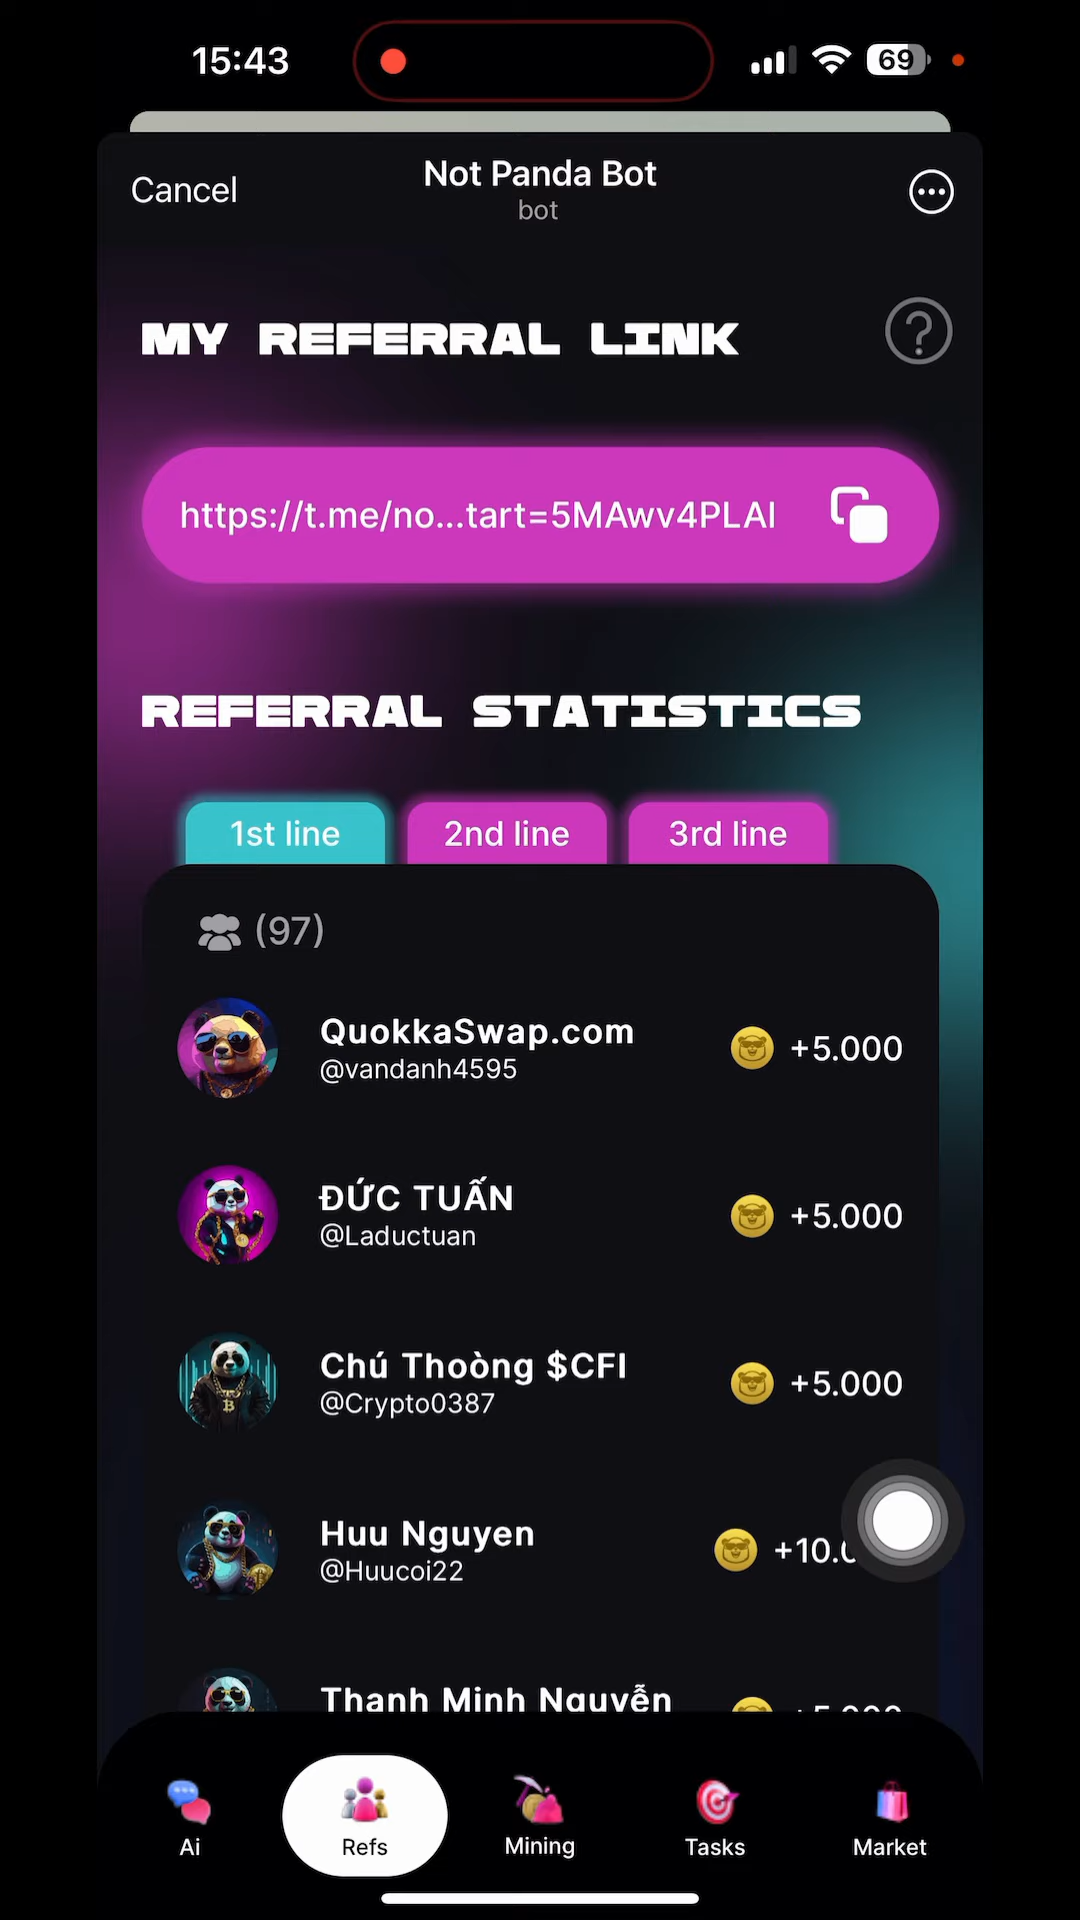 15:43
69
Cancel
Not Panda Bot
bot
MY REFERRAL LINK
?
https://t.me/no...tart=5MAwv4PLAI
REFERRAL STATISTICS
1st line
2nd line
3rd line
(97)
QuokkaSwap.com
@vandanh4595
+5.000
ĐỨC TUẤN
@Laductuan
+5.000
Chú Thoòng $CFI
@Crypto0387
+5.000
Huu Nguyen
@Huucoi22
Thanh Minh Nguyễn
Ai
Refs
Mining
Tasks
Market